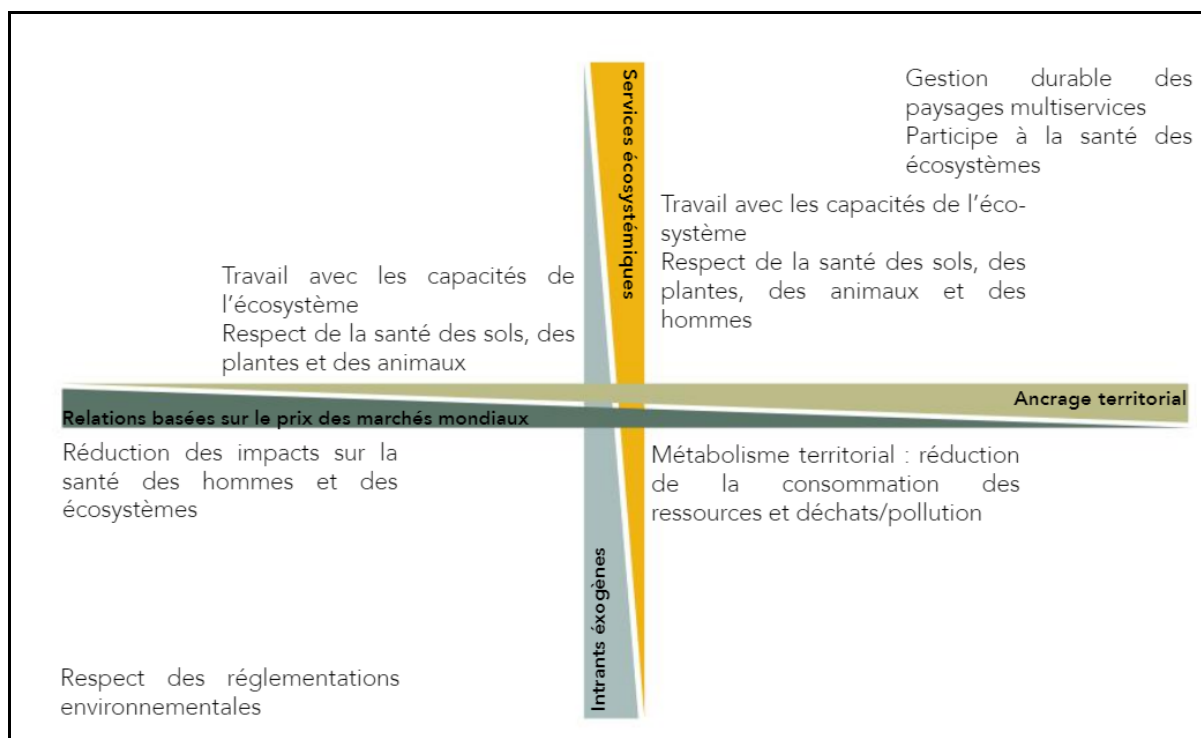 Services écosystémiques
Gestion durable des
paysages multiservices
Participe à la santé des
écosystèmes
Travail avec les capacités de l'éco-
système
Respect de la santé des sols, des
plantes, des animaux et des
hommes
Travail avec les capacités de
l'écosystème
Respect de la santé des sols, des
plantes et des animaux
Ancrage territorial
Relations basées sur le prix des marchés mondiaux
Réduction des impacts sur la
santé des hommes et des
écosystèmes
Métabolisme territorial : réduction
de la consommation des
ressources et déchets/pollution
Intrants éxogènes
Respect des réglementations
environnementales